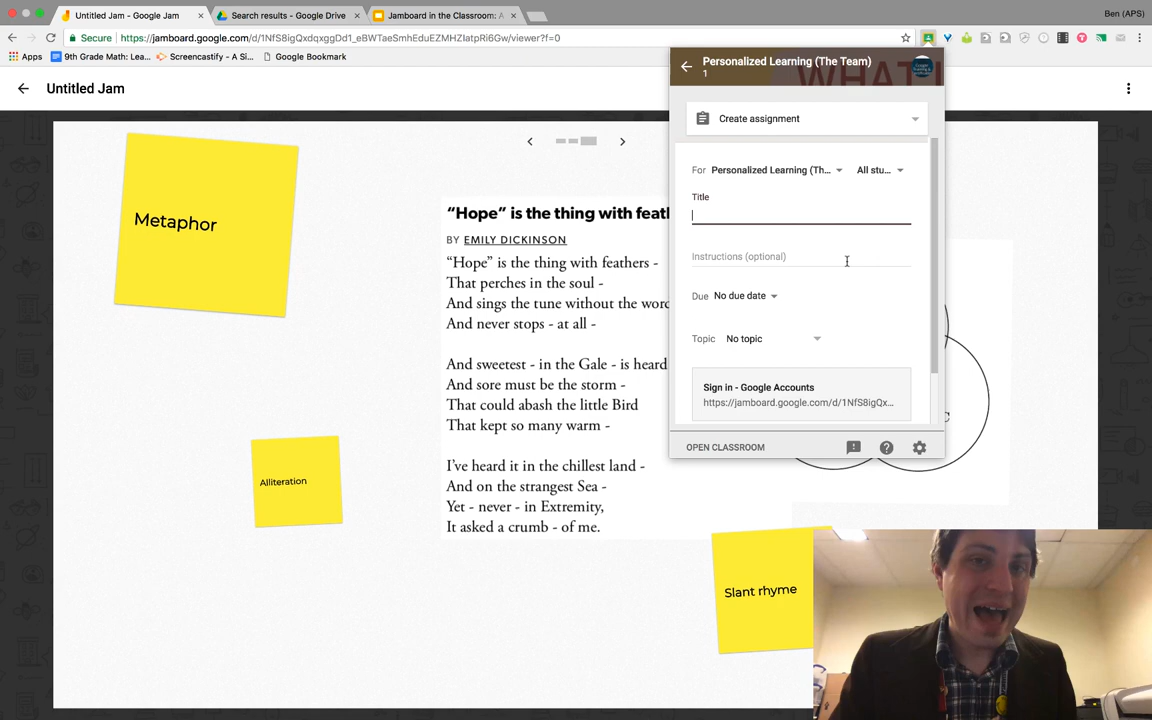 Untitled Jam - Google Jam
Search results - Google Drive
Jamboard in the Classroom: A
Ben (APS)
Secure
https://jamboard.google.com/d/1NfS8igQxdqxggDd1_eBWTaeSmhEduEZMHZIatpRi6Gw/viewer?f=0
Apps
9th Grade Math: Lea...
Screencastify - A Si...
Google Bookmark
Untitled Jam
Metaphor
Alliteration
Slant rhyme
“Hope” is the thing with feat
BY EMILY DICKINSON
“Hope” is the thing with feathers -
That perches in the soul -
And sings the tune without the word
And never stops - at all -
And sweetest - in the Gale - is heard
And sore must be the storm -
That could abash the little Bird
That kept so many warm -
I’ve heard it in the chillest land -
And on the strangest Sea -
Yet - never - in Extremity,
It asked a crumb - of me.
Personalized Learning (The Team)
1
WHAT'
Create assignment
For Personalized Learning (Th... All stu...
Title
Instructions (optional)
Due No due date
Topic No topic
Sign in - Google Accounts
https://jamboard.google.com/d/1NfS8igQx...
OPEN CLASSROOM
C